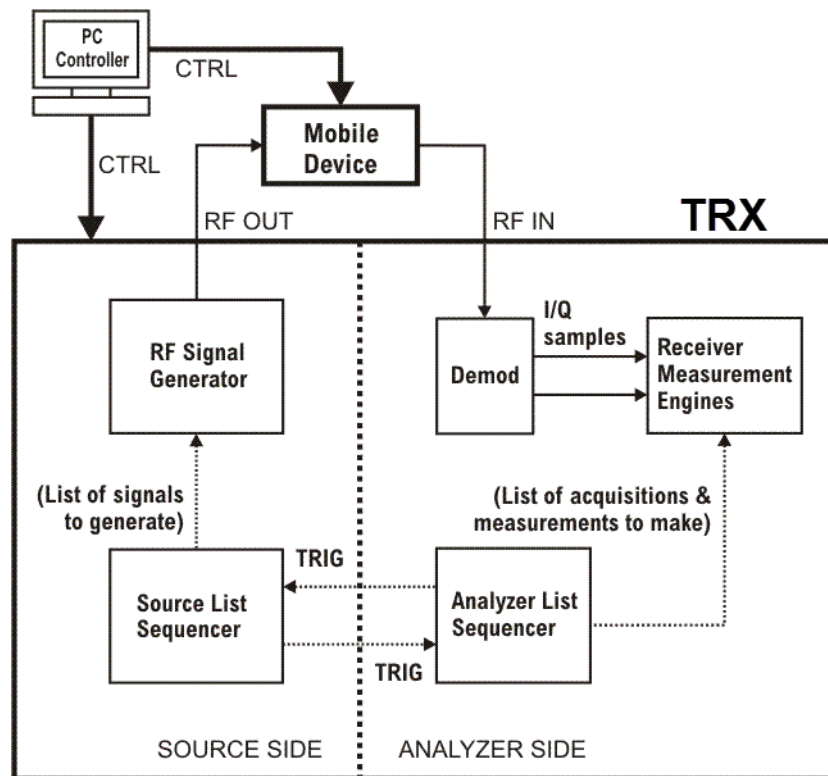 PC
Controller
CTRL
CTRL
Mobile
Device
RF OUT
RF IN
TRX
RF Signal
Generator
Demod
I/Q
samples
Receiver
Measurement
Engines
(List of signals
to generate)
(List of acquisitions &
measurements to make)
Source List
Sequencer
TRIG
TRIG
Analyzer List
Sequencer
SOURCE SIDE
ANALYZER SIDE